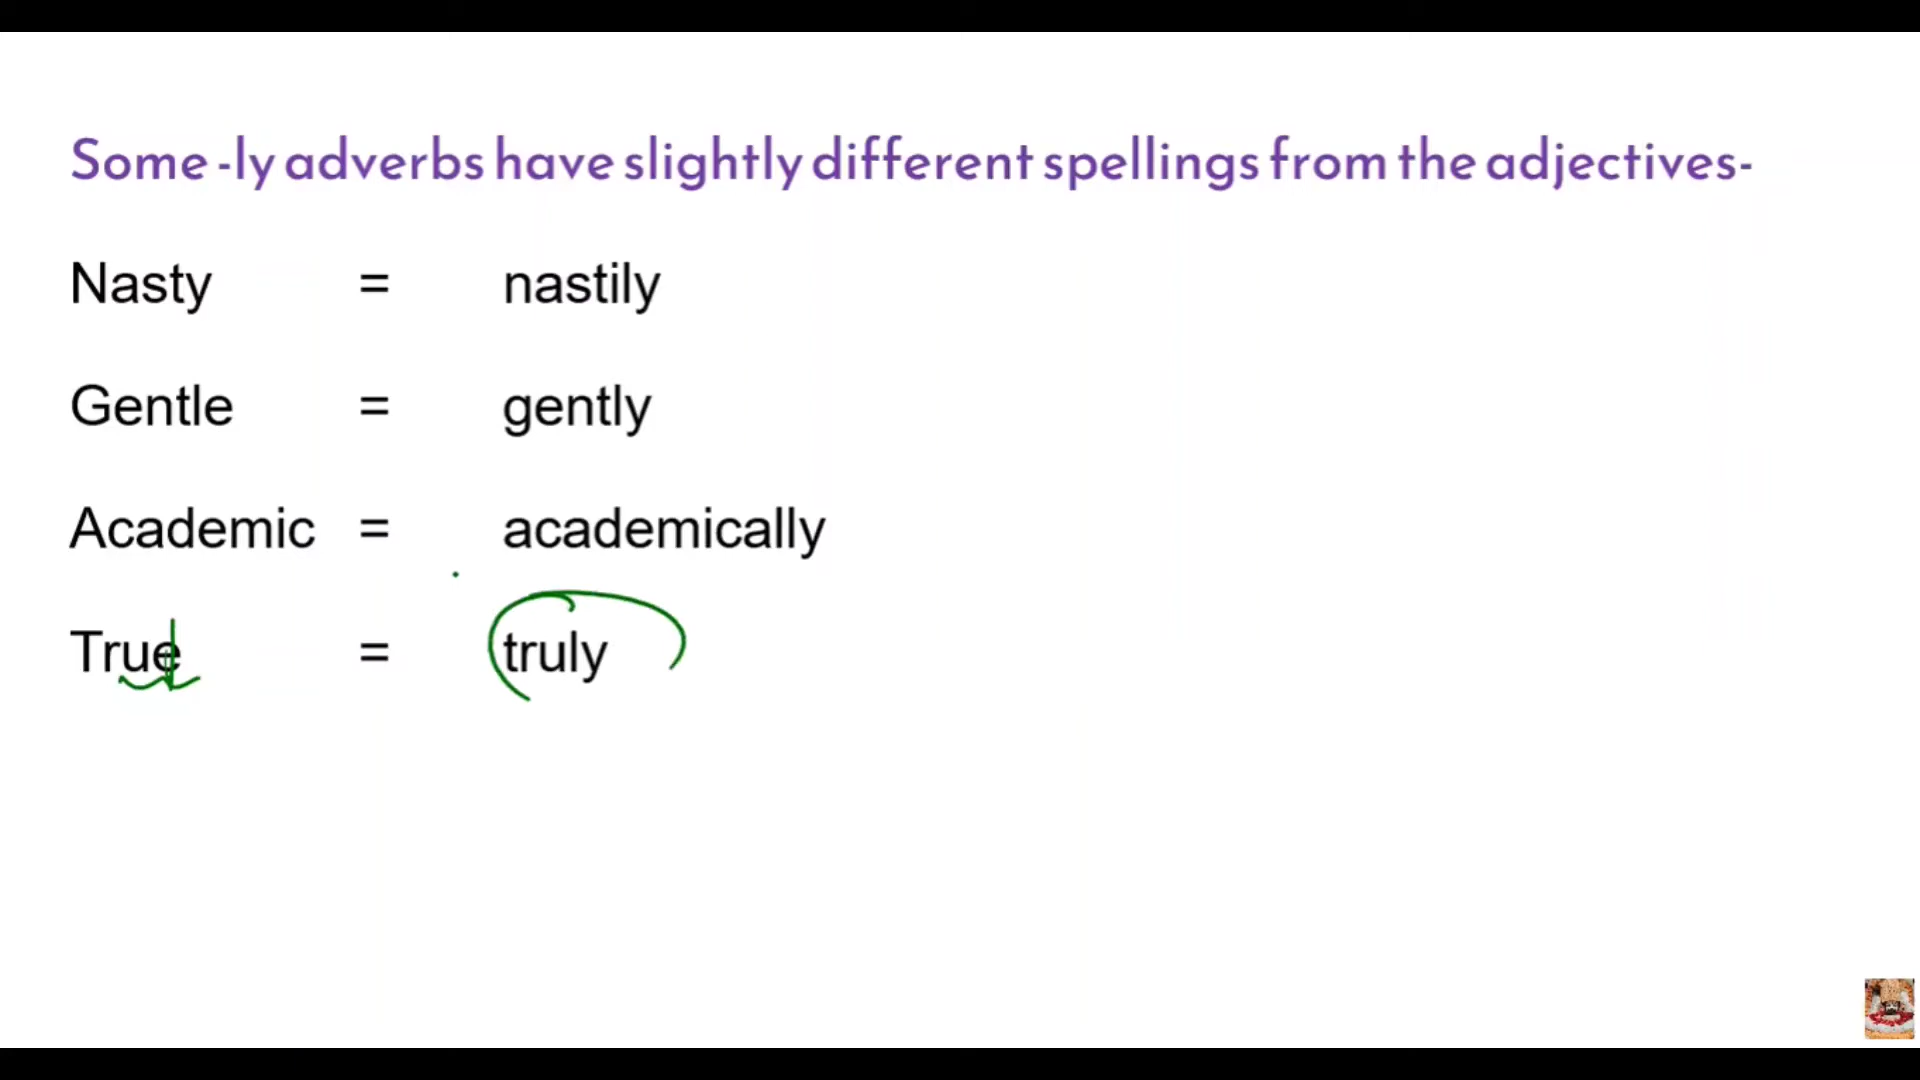 Some -ly adverbs have slightly different spellings from the adjectives-
Nasty = nastily
Gentle = gently
Academic = academically
True = truly